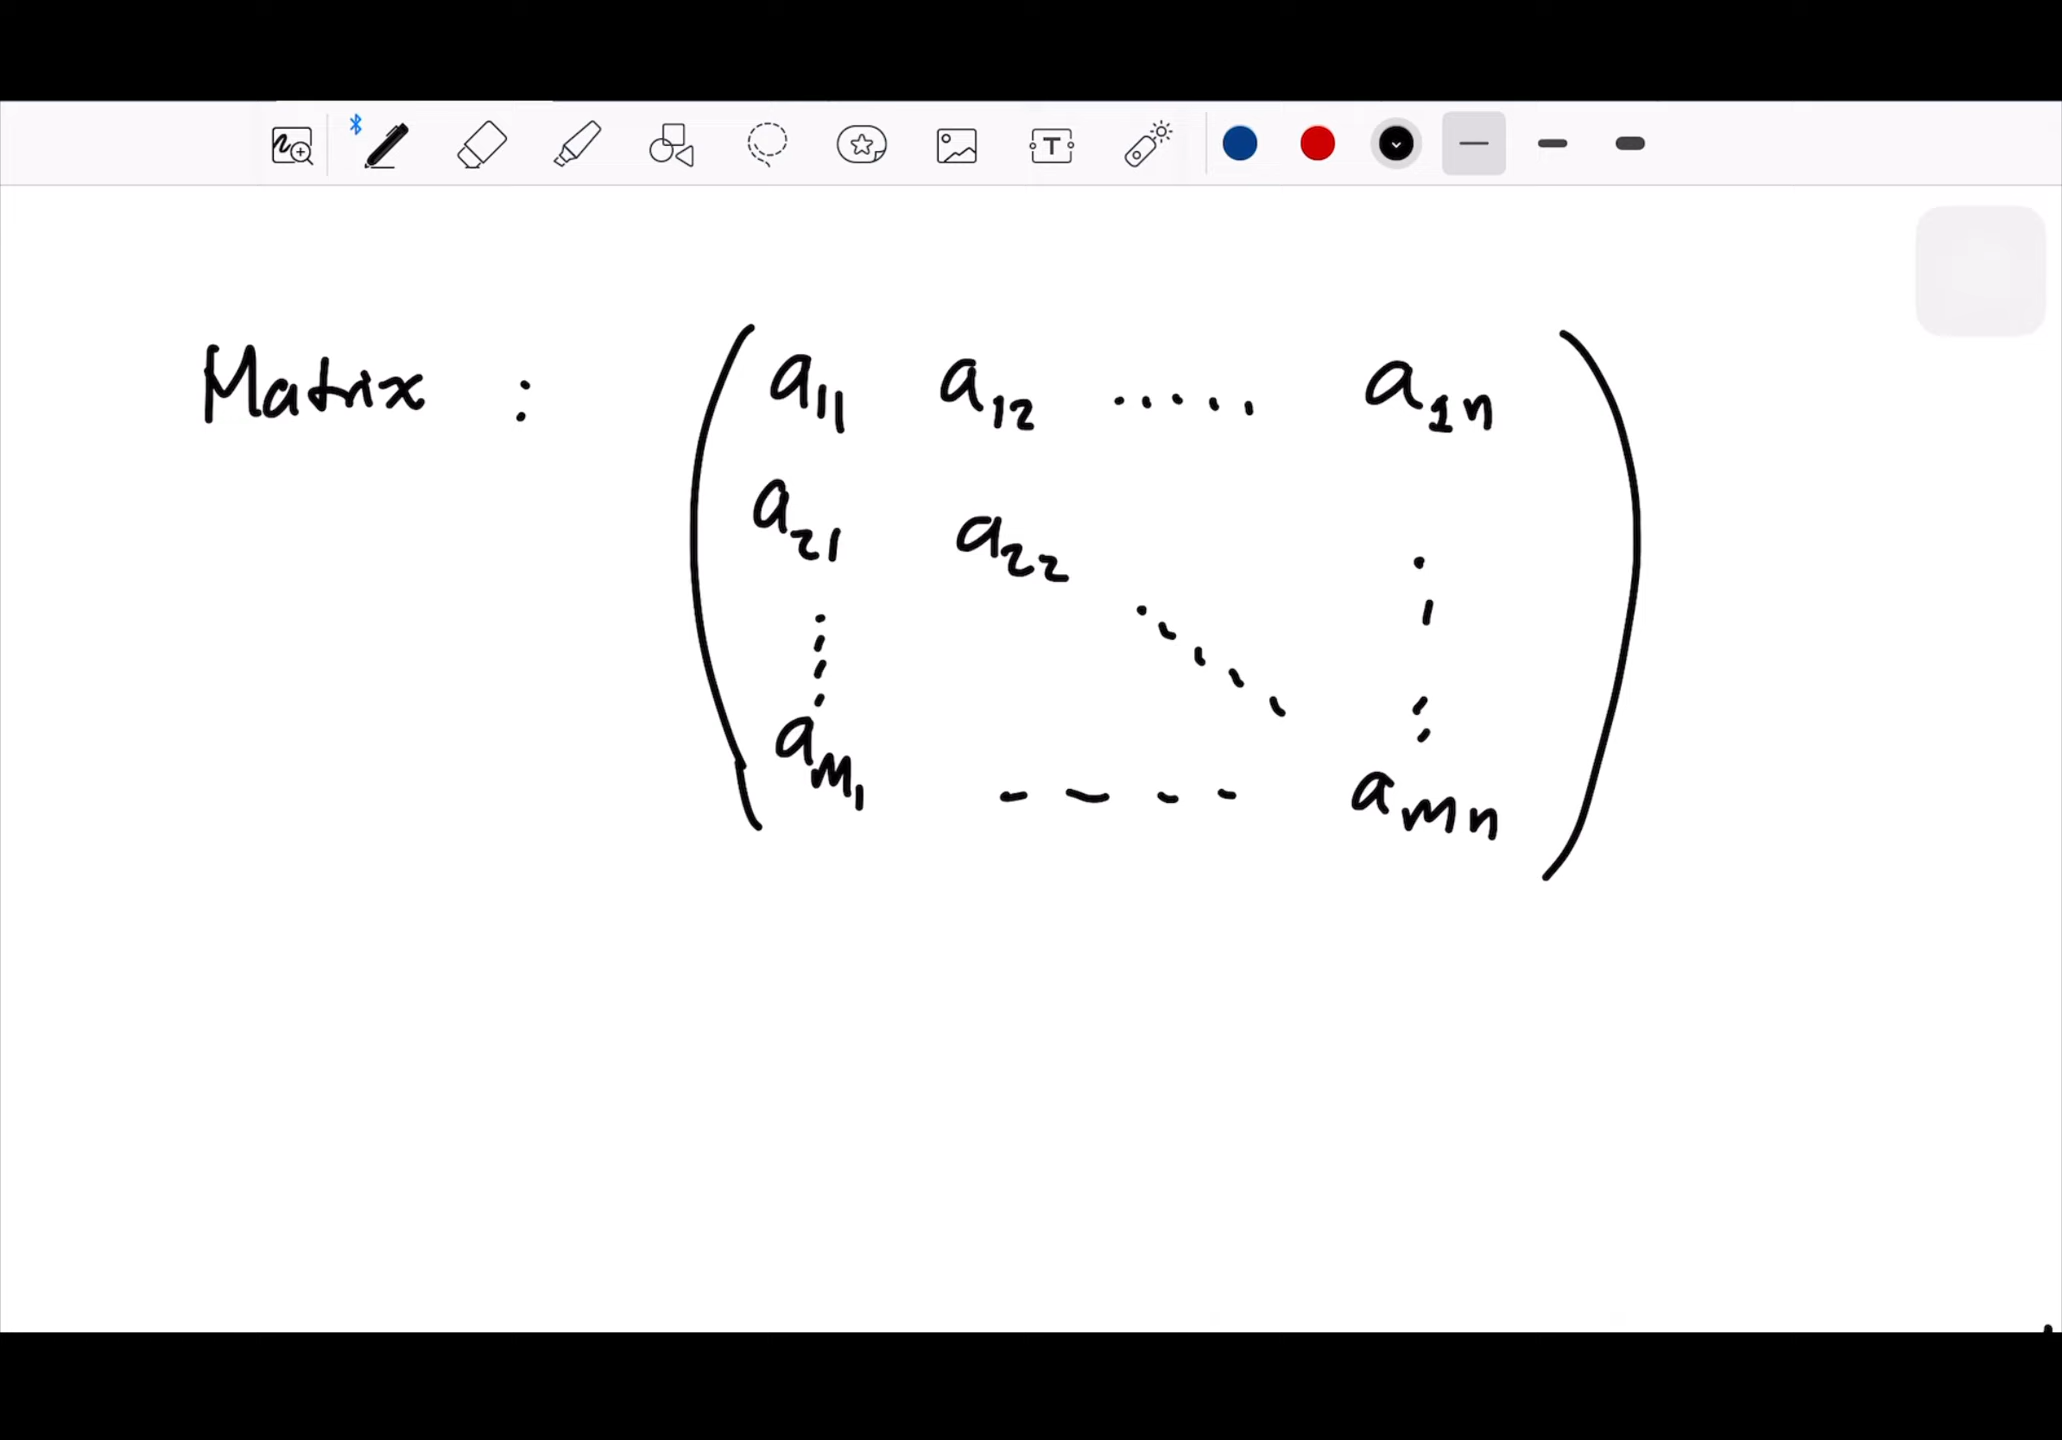 Matrix : ( a₁₁ a₁₂ ..... a₁ₙ )
a₂₁ a₂₂
aₘ₁ - - - - aₘₙ